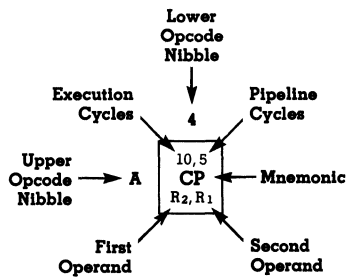 Lower
Opcode
Nibble
Execution
Cycles
Pipeline
Cycles
4
Upper
Opcode
Nibble
A
10, 5
CP
R2, R1
Mnemonic
First
Operand
Second
Operand